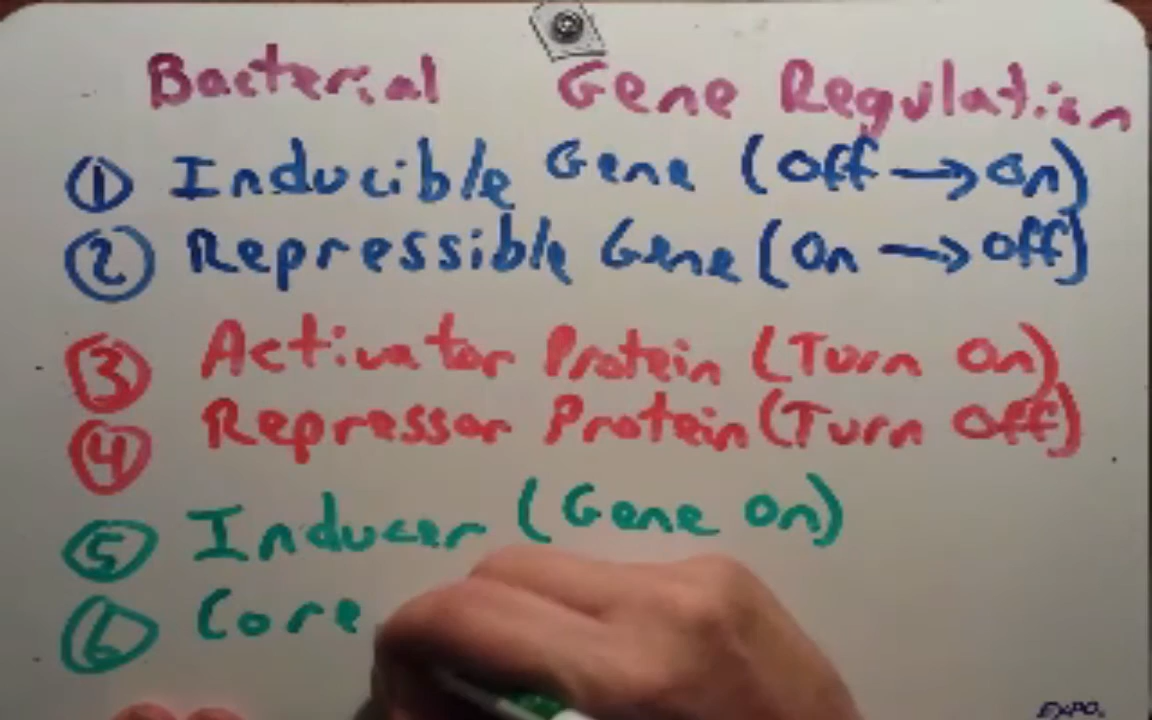 Bacterial Gene Regulation
① Inducible Gene (Off → On)
② Repressible Gene (On → Off)
③ Activator Protein (Turn On)
④ Repressor Protein (Turn Off)
⑤ Inducer (Gene On)
⑥ Core
EXPO